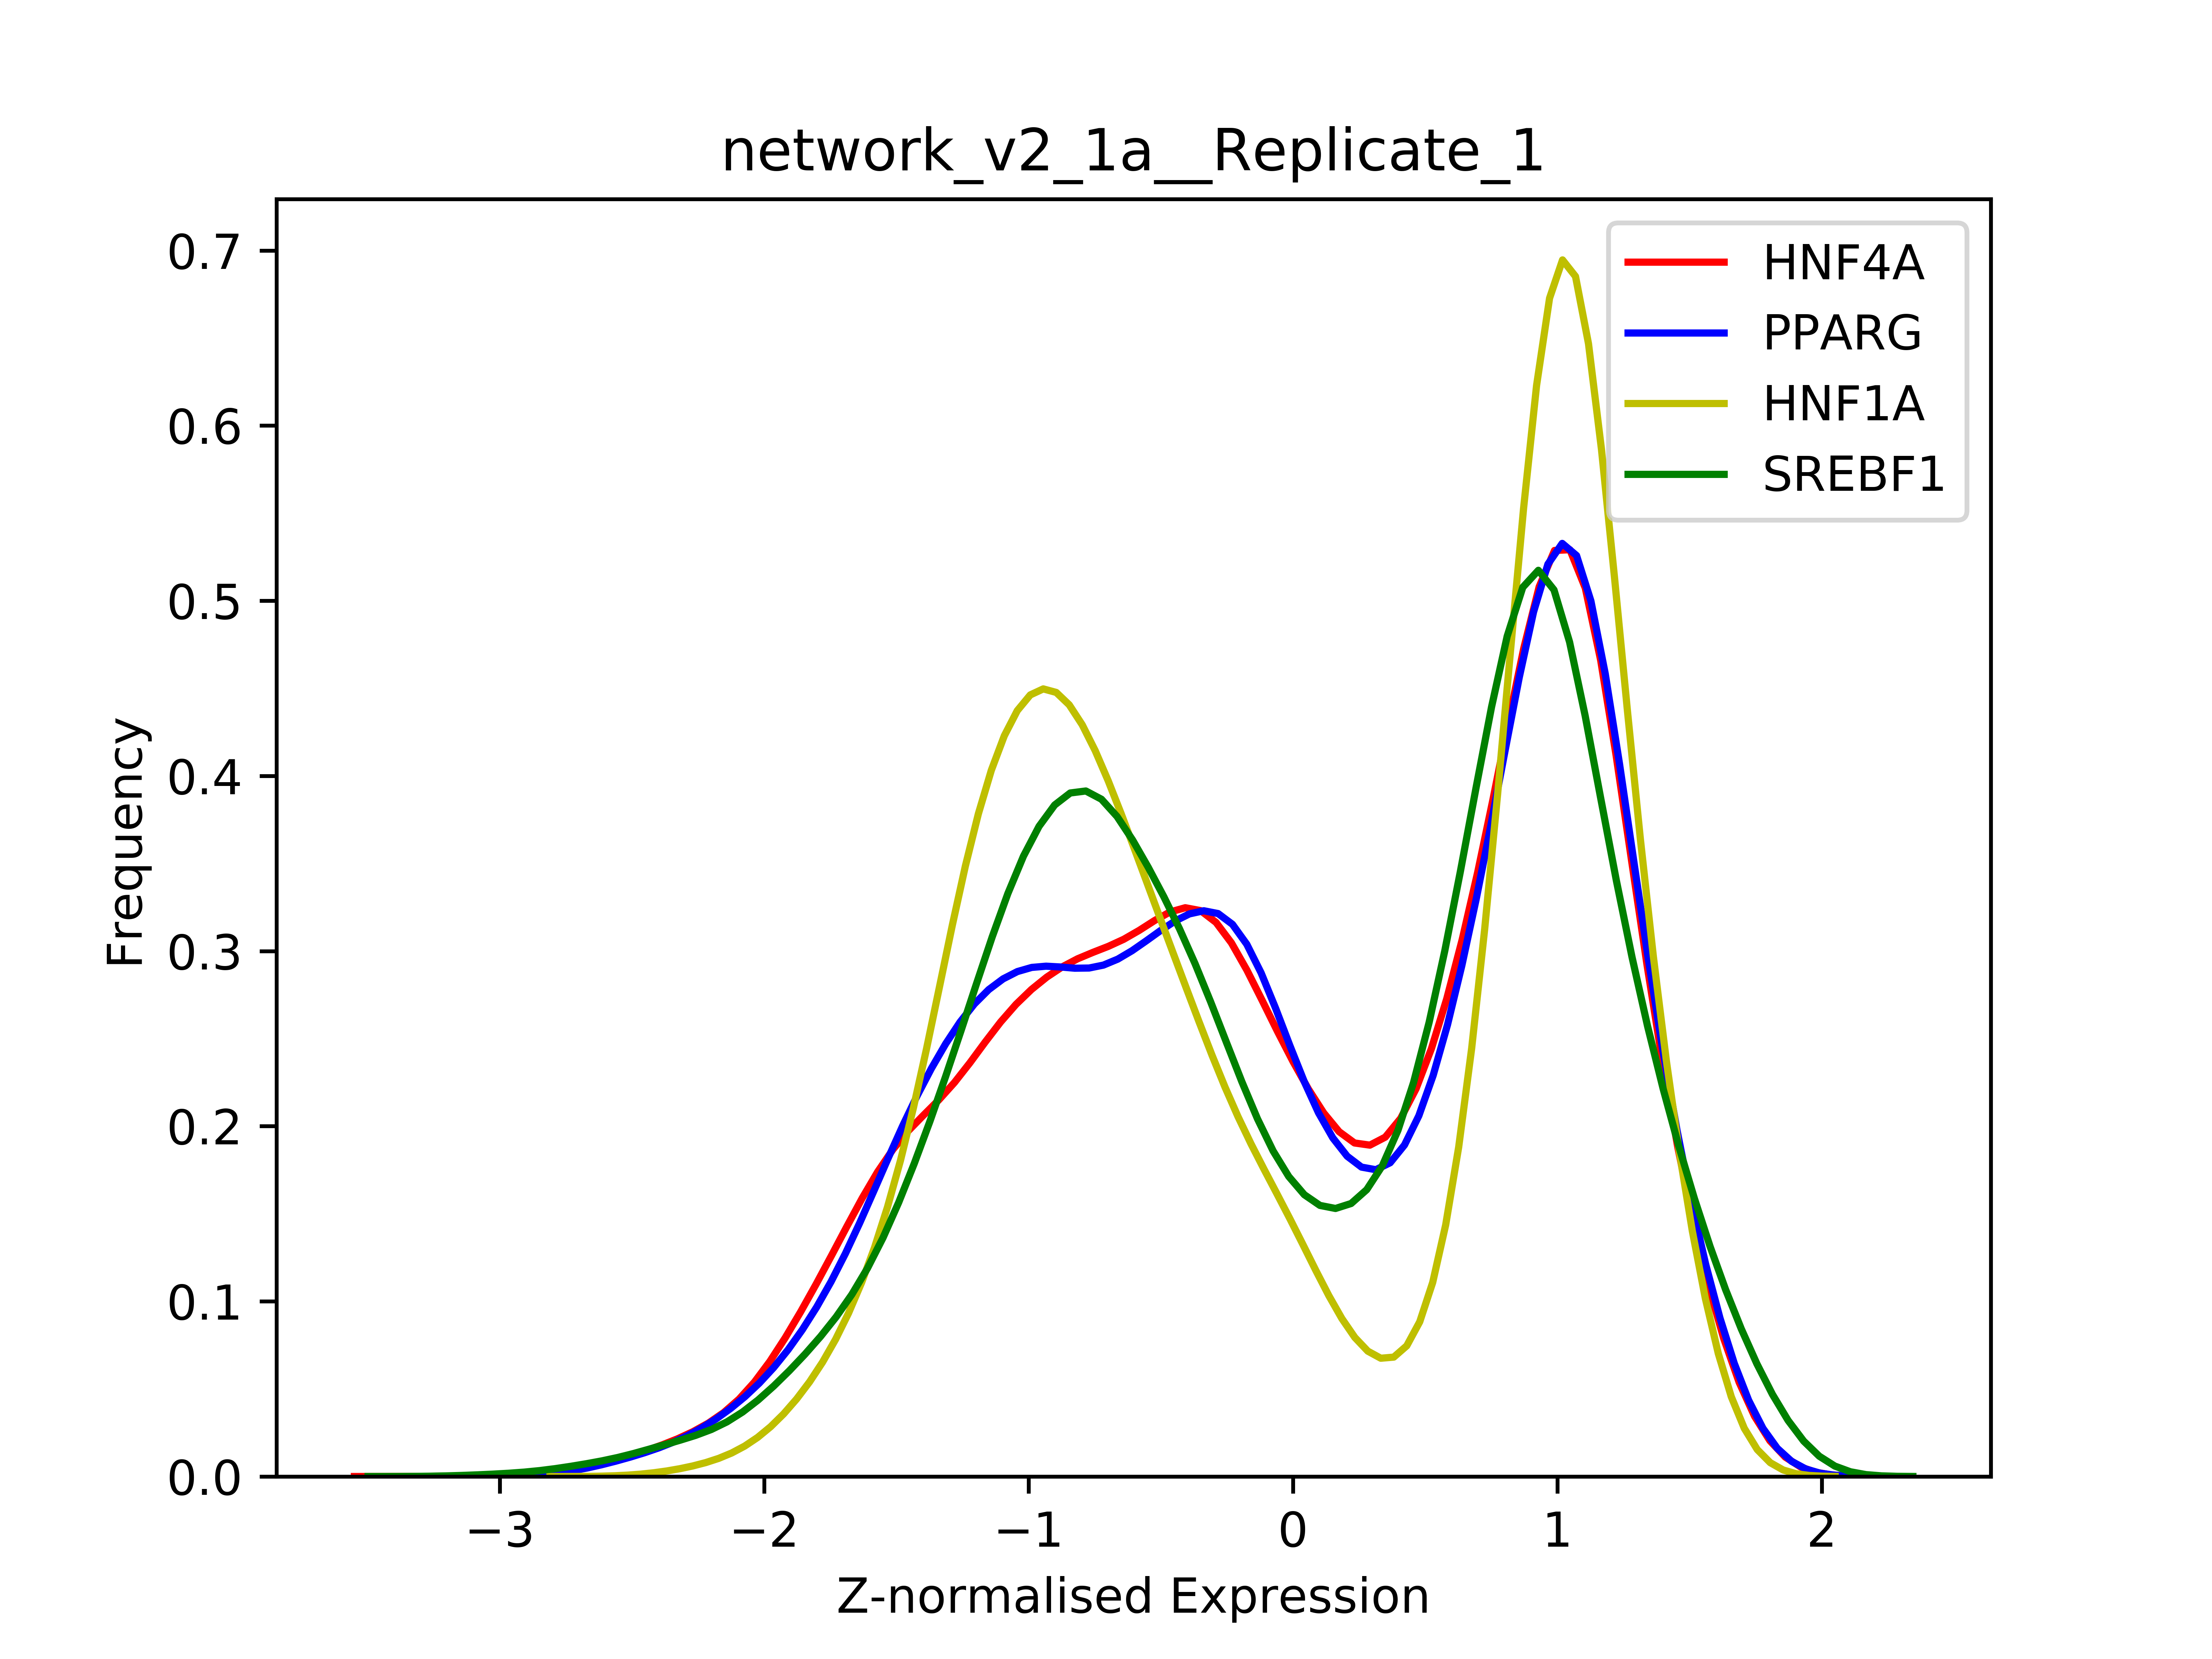 network_v2_1a__Replicate_1
HNF4A
PPARG
HNF1A
SREBF1
Frequency
0.7
0.6
0.5
0.4
0.3
0.2
0.1
0.0
−3 −2 −1 0 1 2
Z-normalised Expression